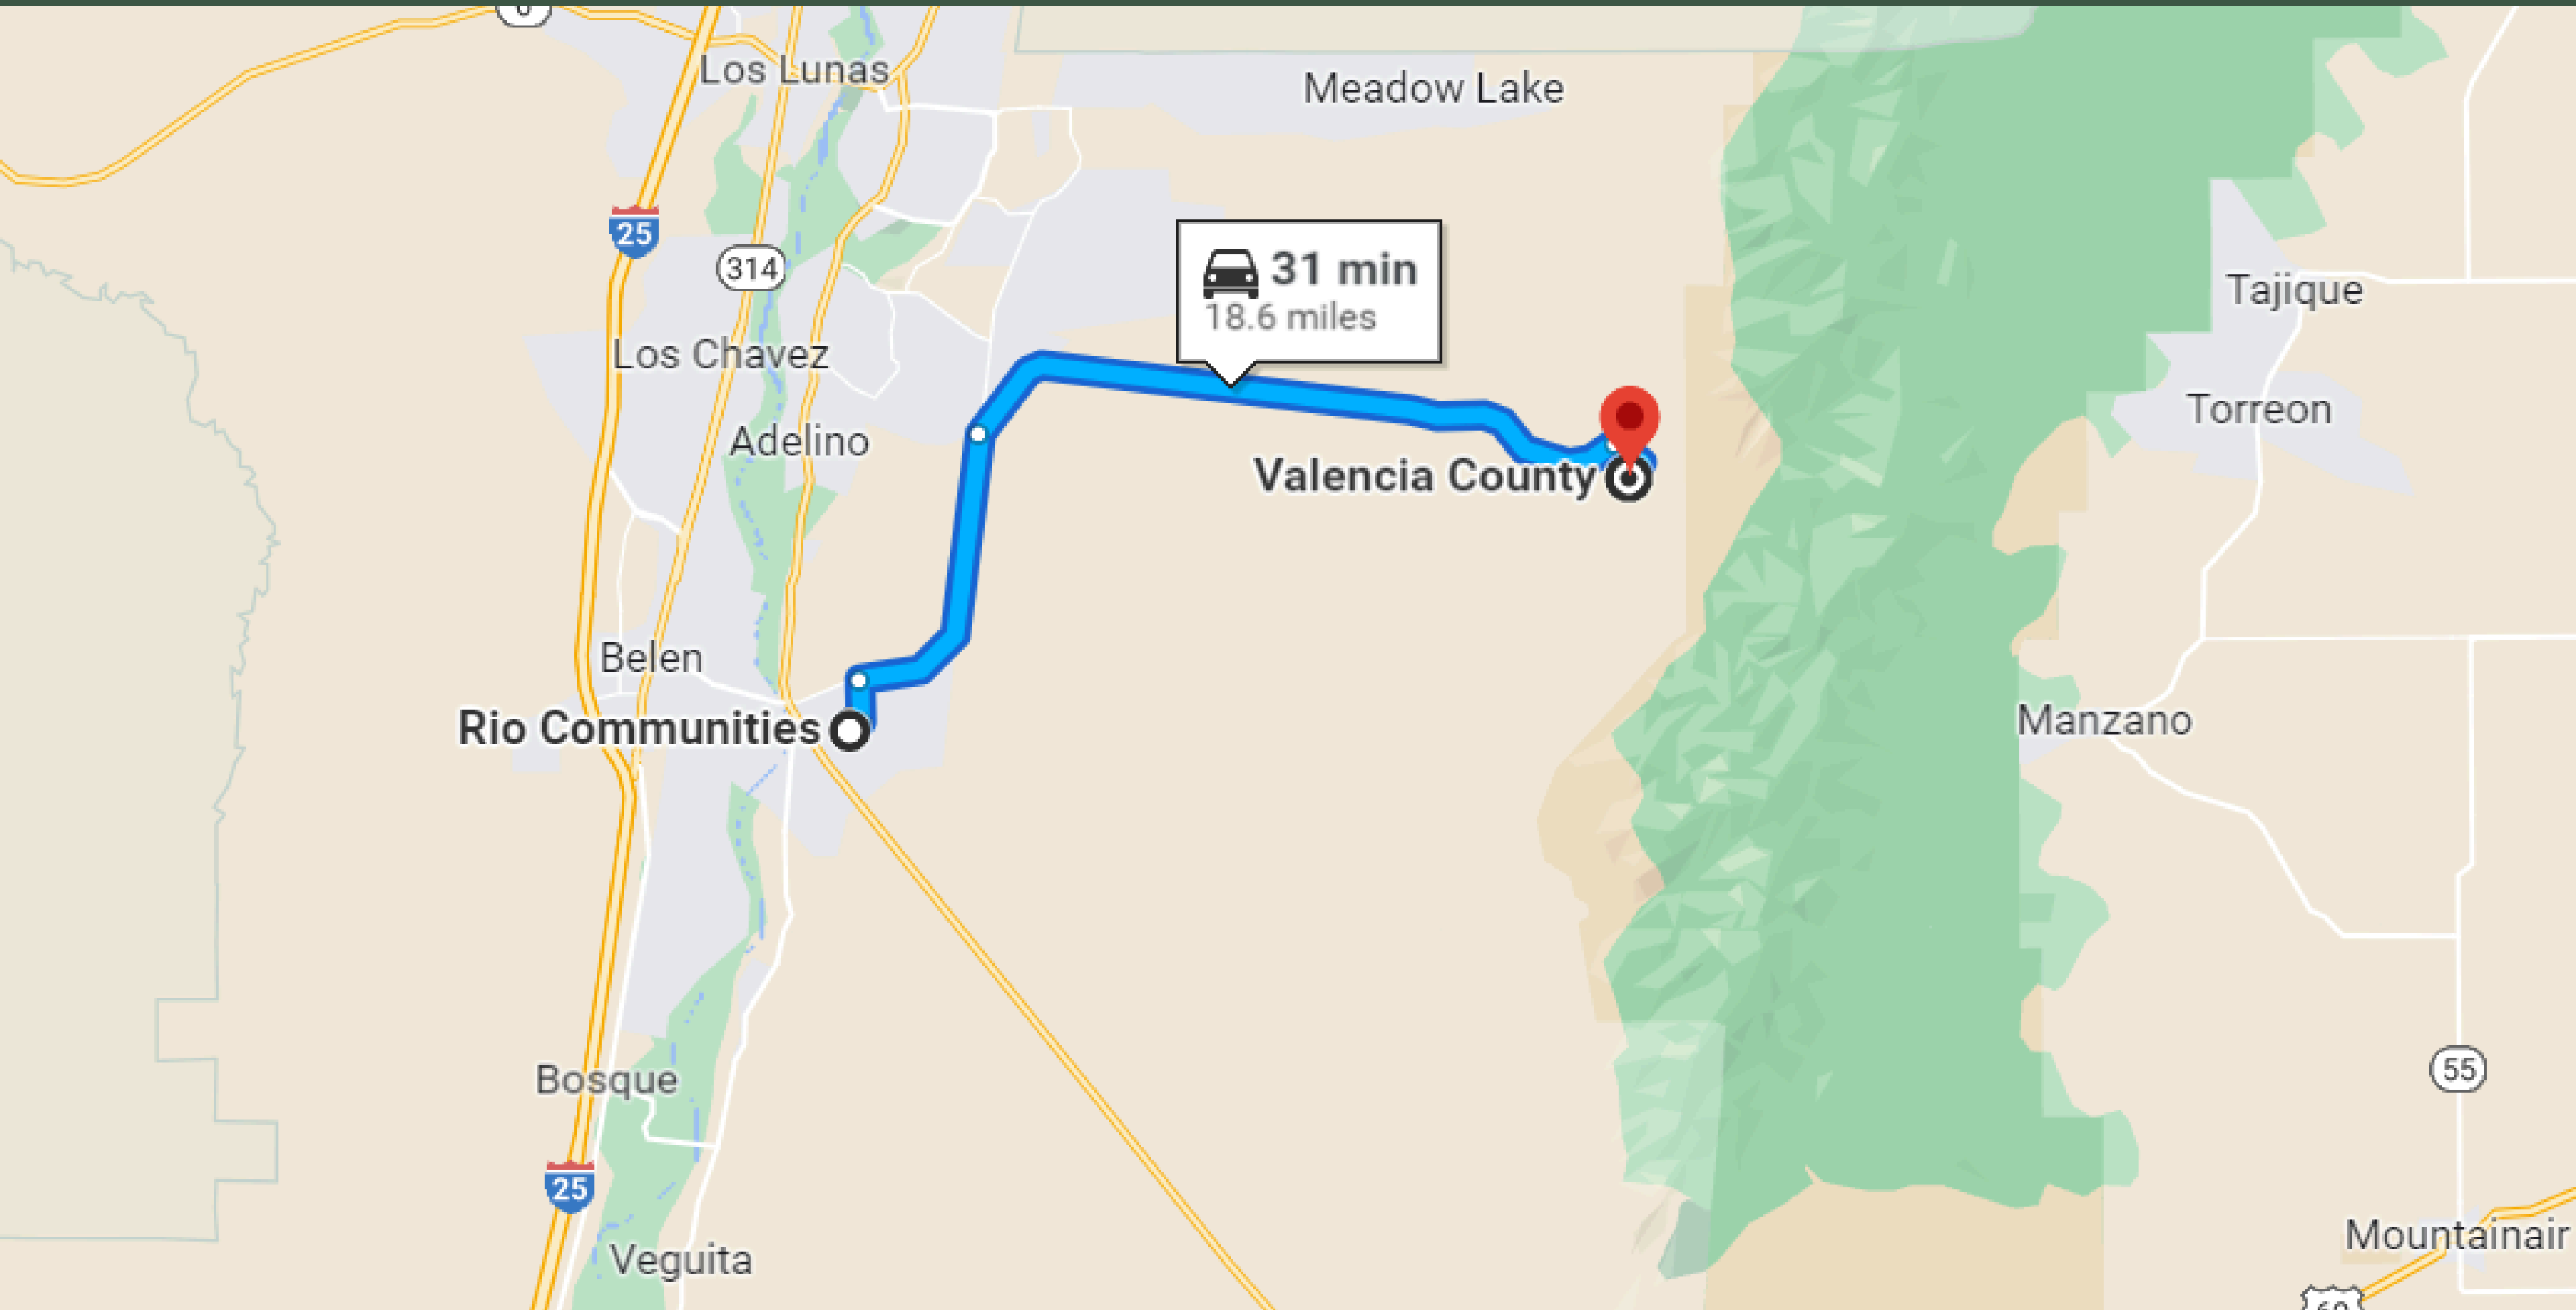 Los Lunas
Meadow Lake
25
314
31 min
18.6 miles
Tajique
Los Chavez
Torreon
Adelino
Valencia County
Belen
Rio Communities
Manzano
55
Bosque
25
Mountainair
Veguita